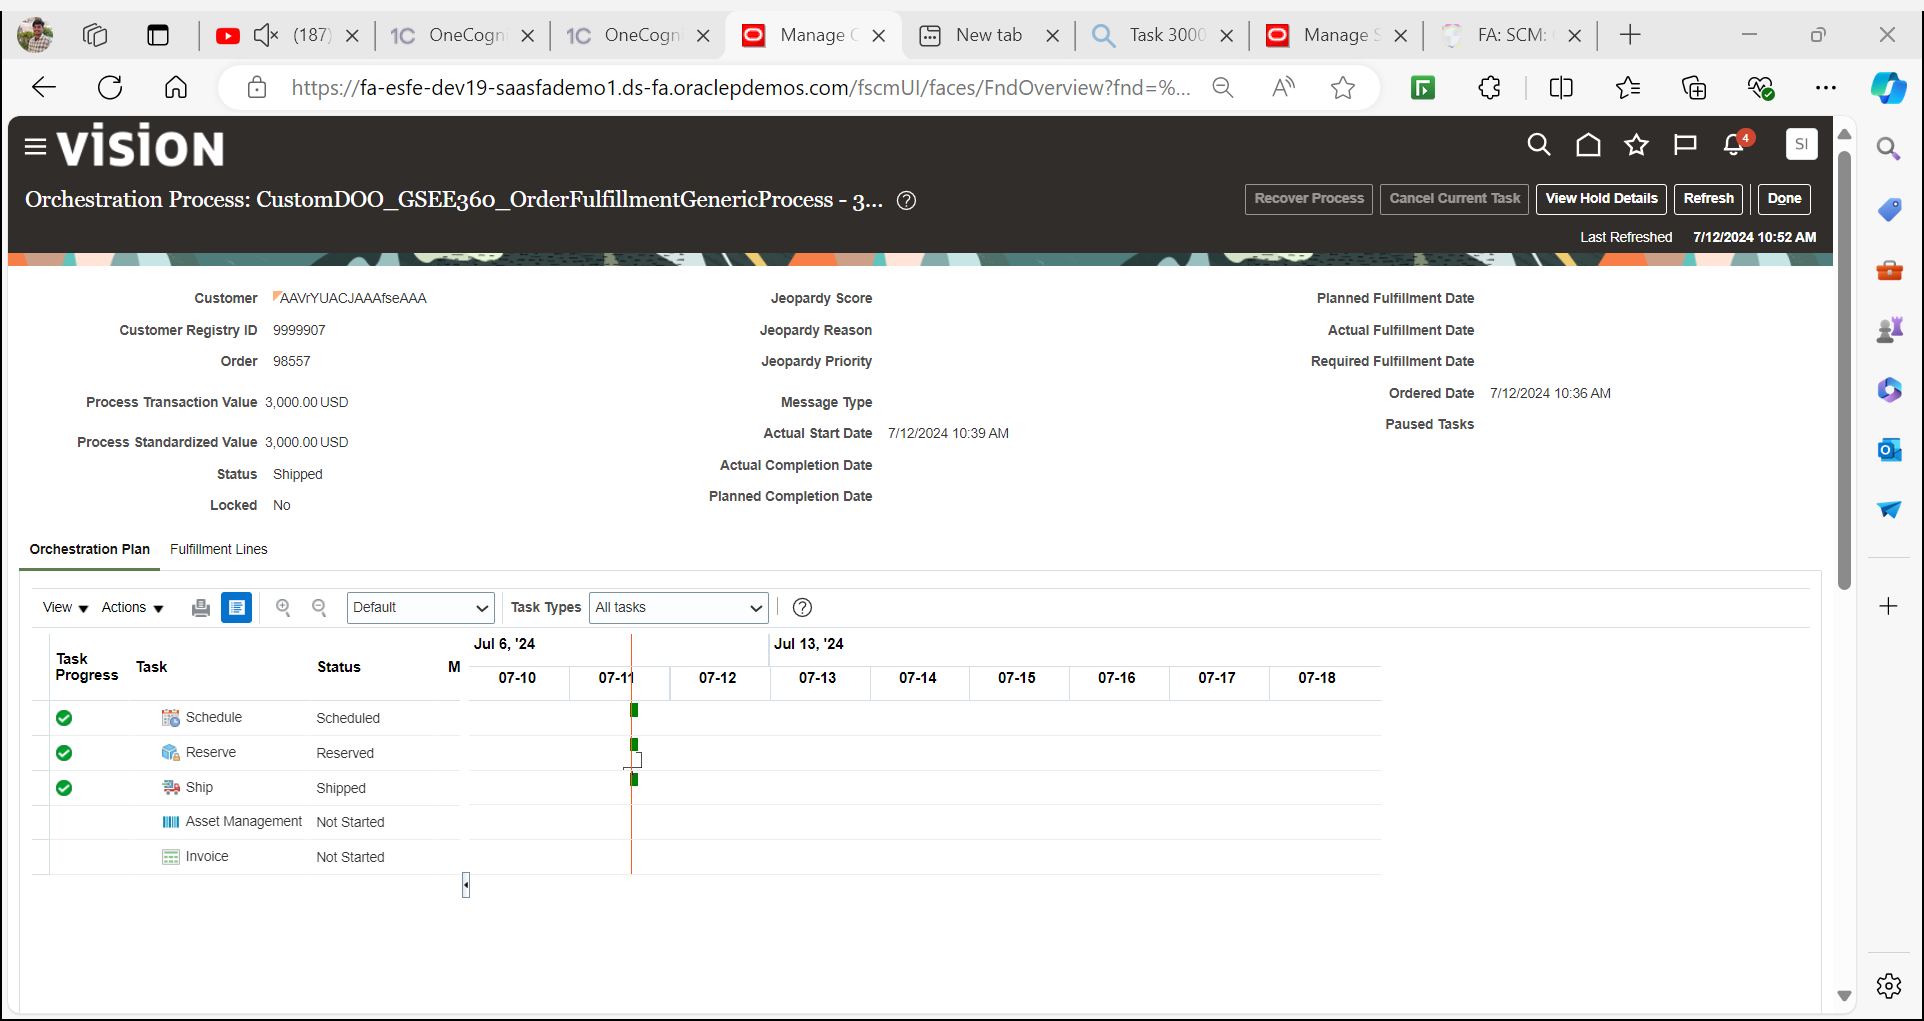 (187)
OneCogni
OneCogni
Manage
New tab
Task 3000
Manage S
FA: SCM:
https://fa-esfe-dev19-saasfademo1.ds-fa.oraclepdemos.com/fscmUI/faces/FndOverview?fnd=%...
VISION
4
SI
Orchestration Process: CustomDOO_GSEE360_OrderFulfillmentGenericProcess - 3...
Recover Process
Cancel Current Task
View Hold Details
Refresh
Done
Last Refreshed 7/12/2024 10:52 AM
Customer AAVrYUACJAAAfseAAA
Customer Registry ID 9999907
Order 98557
Process Transaction Value 3,000.00 USD
Process Standardized Value 3,000.00 USD
Status Shipped
Locked No
Jeopardy Score
Jeopardy Reason
Jeopardy Priority
Message Type
Actual Start Date 7/12/2024 10:39 AM
Actual Completion Date
Planned Completion Date
Planned Fulfillment Date
Actual Fulfillment Date
Required Fulfillment Date
Ordered Date 7/12/2024 10:36 AM
Paused Tasks
Orchestration Plan Fulfillment Lines
View Actions Default Task Types All tasks
Jul 6, '24 Jul 13, '24
Task Progress Task Status M
07-10 07-11 07-12 07-13 07-14 07-15 07-16 07-17 07-18
Schedule Scheduled
Reserve Reserved
Ship Shipped
Asset Management Not Started
Invoice Not Started